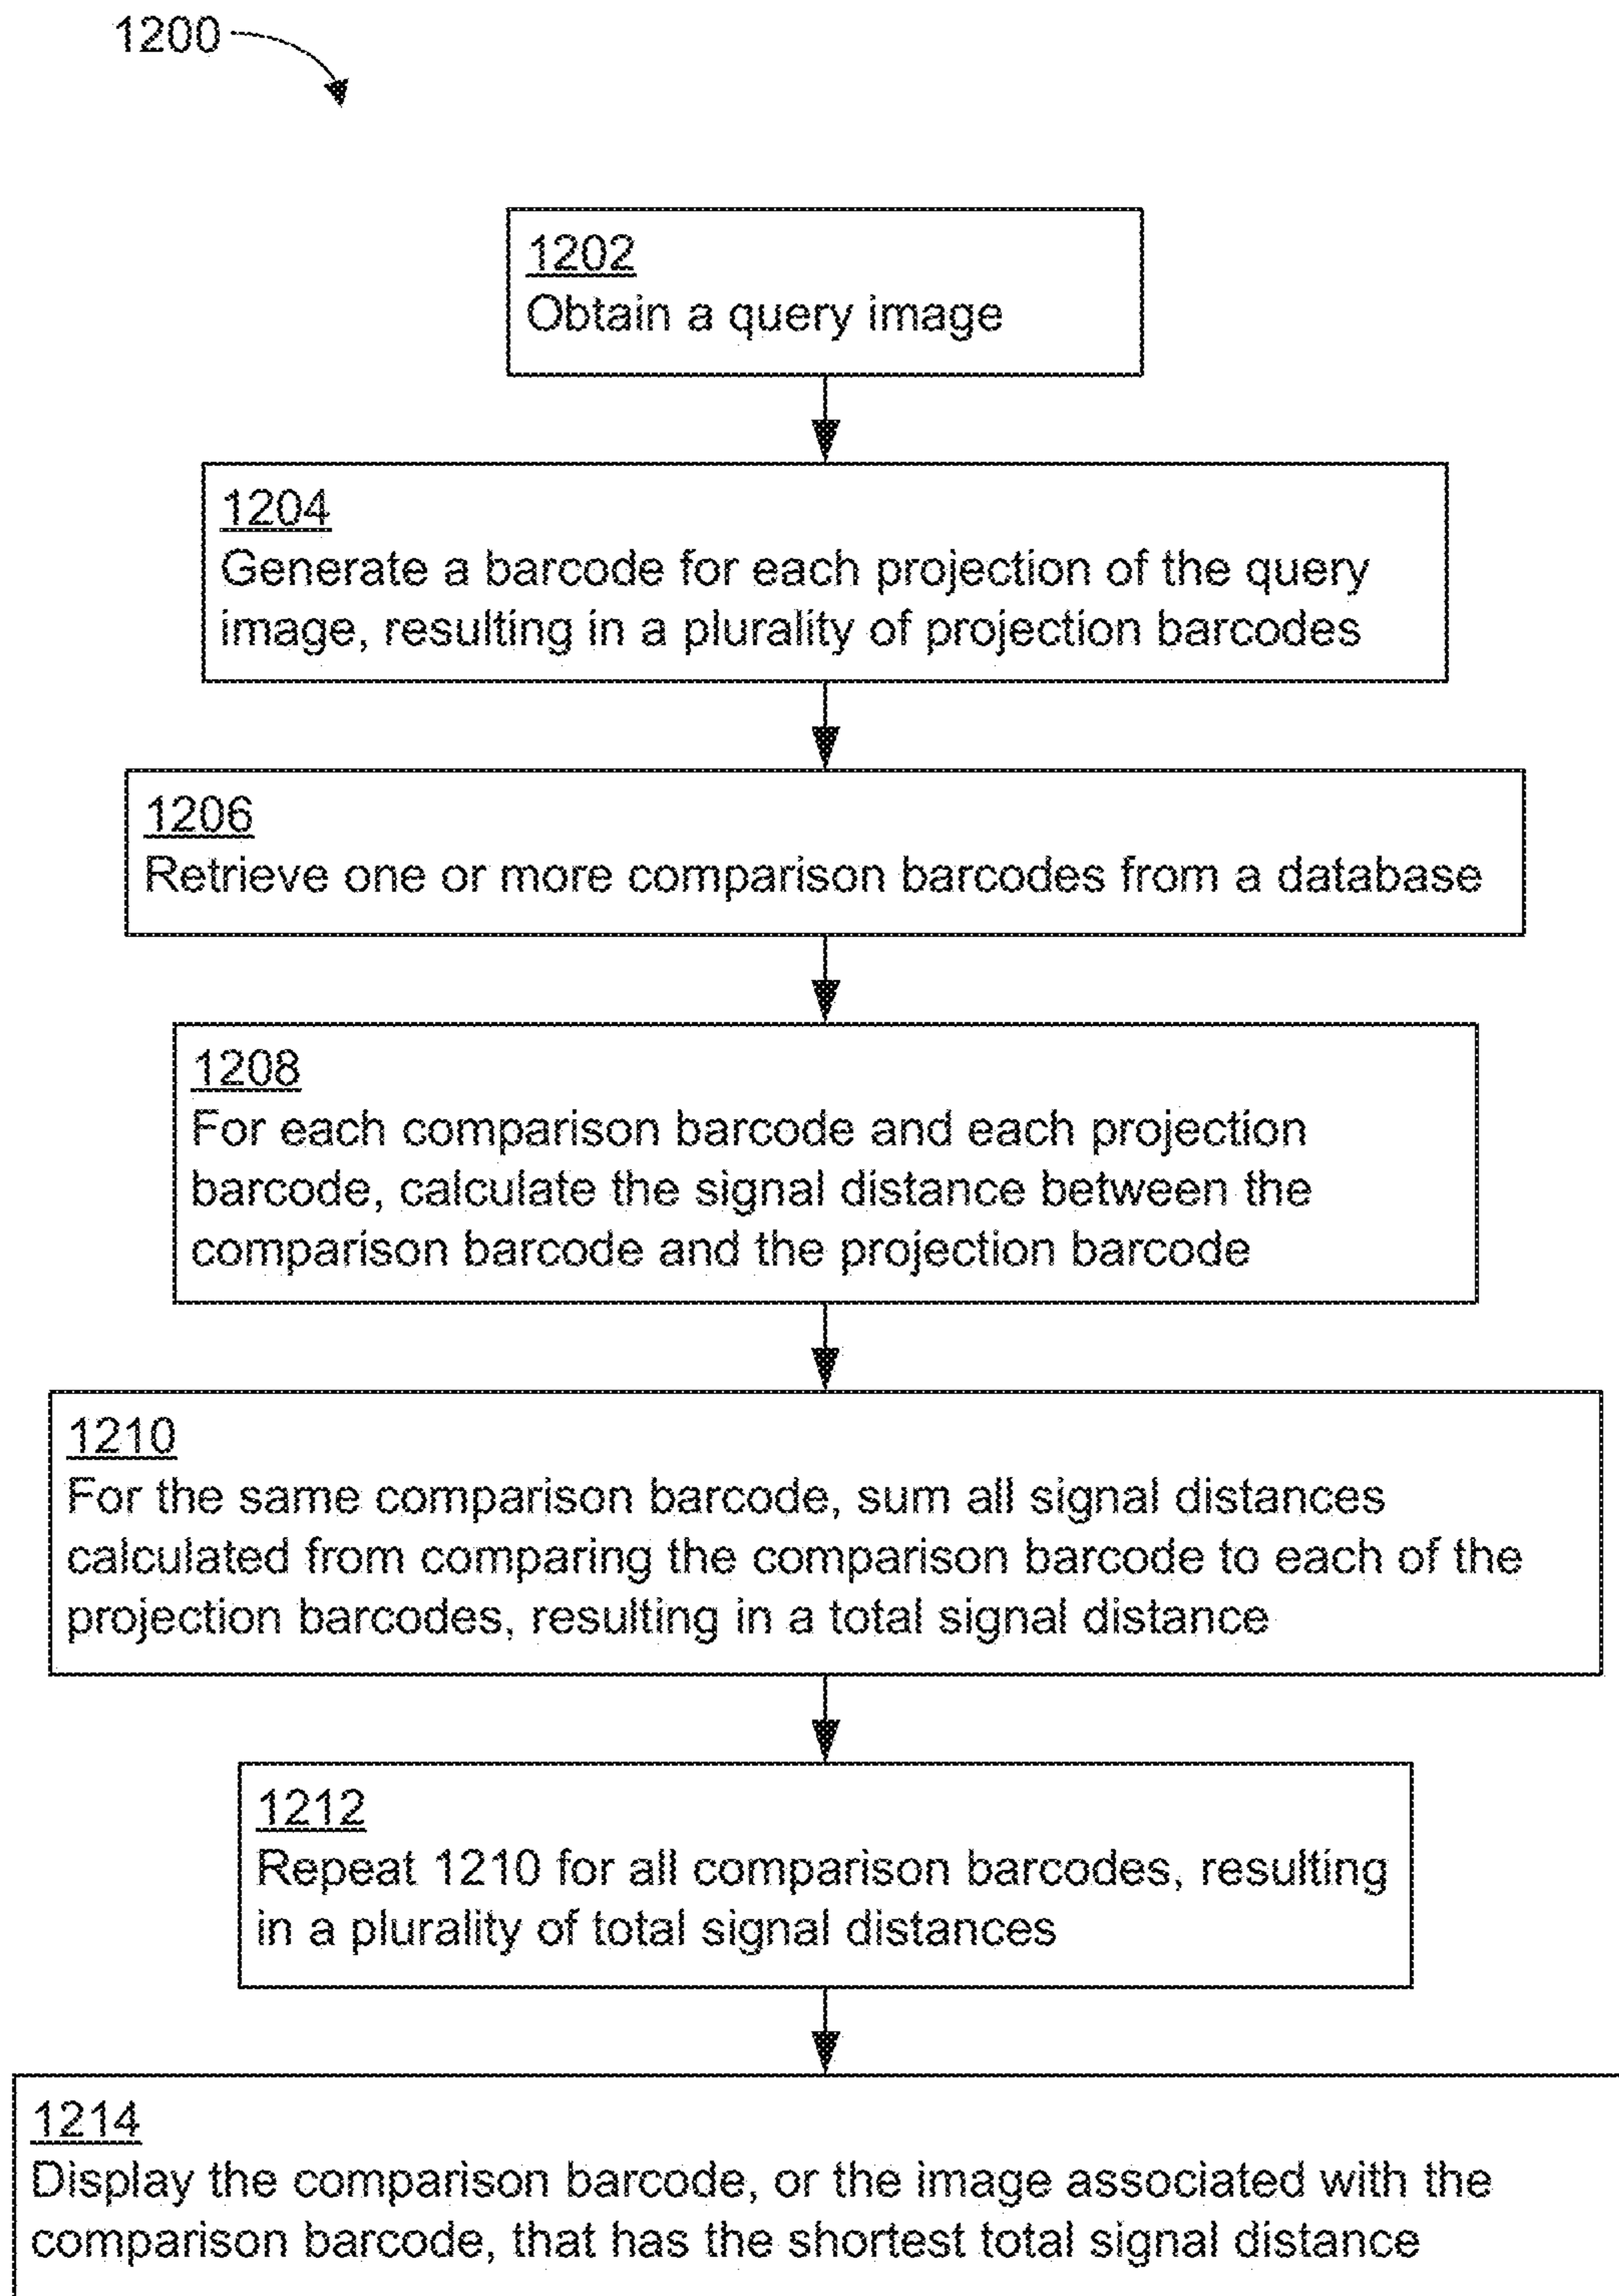 1200
1202
Obtain a query image
1204
Generate a barcode for each projection of the query
image, resulting in a plurality of projection barcodes
1206
Retrieve one or more comparison barcodes from a database
1208
For each comparison barcode and each projection
barcode, calculate the signal distance between the
comparison barcode and the projection barcode
1210
For the same comparison barcode, sum all signal distances
calculated from comparing the comparison barcode to each of the
projection barcodes, resulting in a total signal distance
1212
Repeat 1210 for all comparison barcodes, resulting
in a plurality of total signal distances
1214
Display the comparison barcode, or the image associated with the
comparison barcode, that has the shortest total signal distance